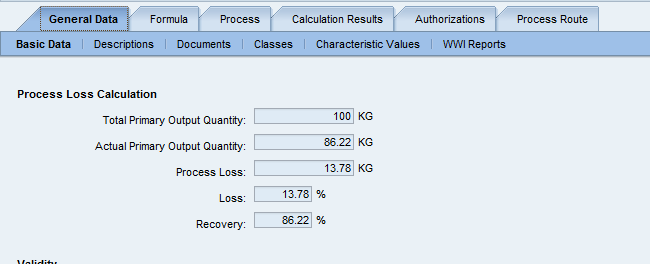 General Data Formula Process Calculation Results Authorizations Process Route
Basic Data Descriptions Documents Classes Characteristic Values WWI Reports
Process Loss Calculation
Total Primary Output Quantity: 100 KG
Actual Primary Output Quantity: 86.22 KG
Process Loss: 13.78 KG
Loss: 13.78 %
Recovery: 86.22 %
Validity